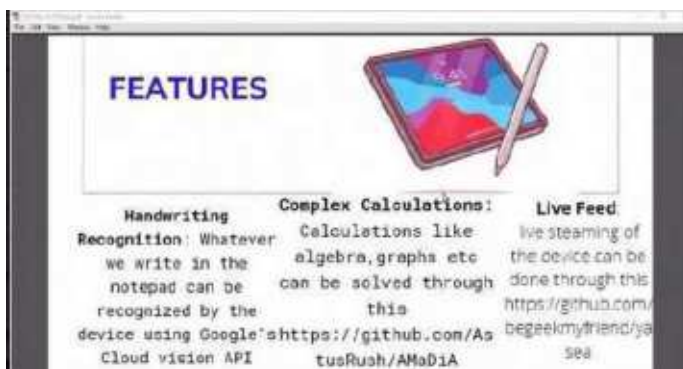 FEATURES
Handwriting
Recognition: Whatever
we write in the
notepad can be
recognized by the
device using Google's
Cloud vision API
Complex Calculations:
Calculations like
algebra,graphs etc
can be solved through
this
https://github.com/As
tusRush/AMaDiA
Live Feed
live steaming of
the device can be
done through this
https://github.com/
begeekmyfriend/ya
sea